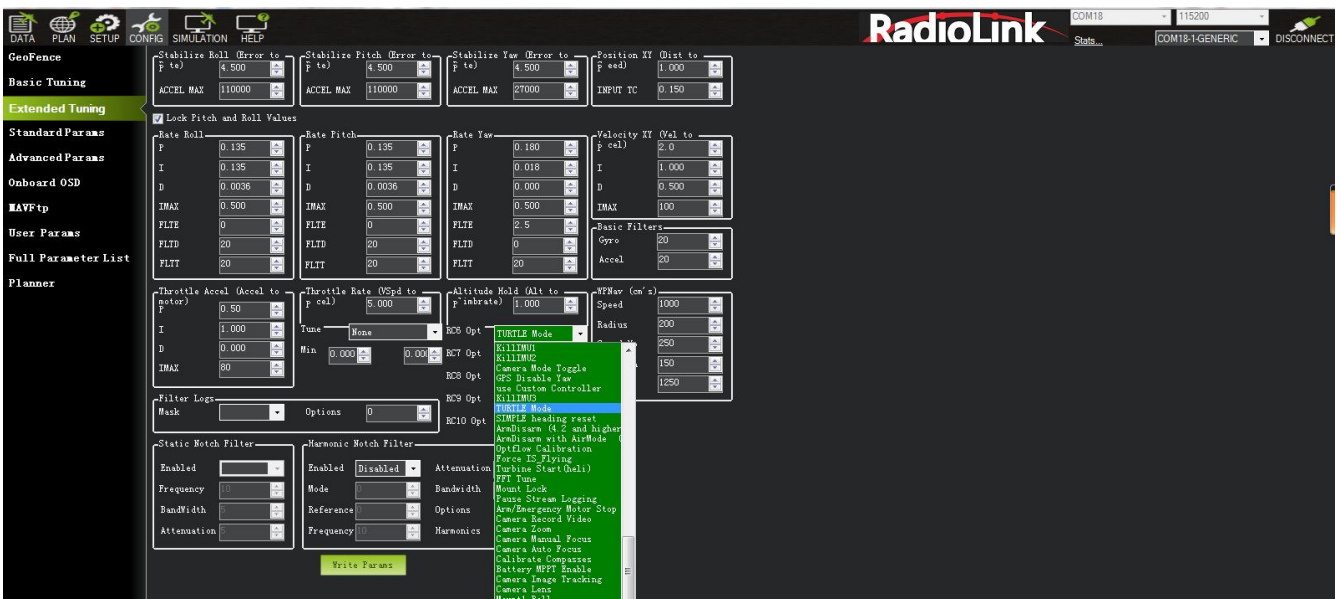 DATA PLAN SETUP CONFIG SIMULATION HELP
RadioLink
COM18 115200
Stats... COM18-1-GENERIC DISCONNECT
GeoFence
Basic Tuning
Extended Tuning
Standard Params
Advanced Params
Onboard OSD
MAVFtp
User Params
Full Parameter List
Planner
Stabilize Roll (Error to
P te) 4.500
ACCEL MAX 110000
Stabilize Pitch (Error to
P te) 4.500
ACCEL MAX 110000
Stabilize Yaw (Error to
P te) 4.500
ACCEL MAX 27000
Position XY (Dist to
P eed) 1.000
INPUT TC 0.150
Lock Pitch and Roll Values
Rate Roll
P 0.135
I 0.135
D 0.0036
IMAX 0.500
FLTE 0
FLTD 20
FLTT 20
Rate Pitch
P 0.135
I 0.135
D 0.0036
IMAX 0.500
FLTE 0
FLTD 20
FLTT 20
Rate Yaw
P 0.180
I 0.018
D 0.000
IMAX 0.500
FLTE 2.5
FLTD 0
FLTT 20
Velocity XY (Vel to
P cel) 2.0
I 1.000
D 0.500
IMAX 100
Basic Filters
Gyro 20
Accel 20
Throttle Accel (Accel to
motor)
P 0.50
I 1.000
D 0.000
IMAX 80
Throttle Rate (VSpd to
P cel) 5.000
Altitude Hold (Alt to
P imbrate) 1.000
WPNav (cm's)
Speed 1000
Radius 200
250
150
1250
Tune None
Min 0.000 0.00
RC6 Opt TURTLE Mode
RC7 Opt
RC8 Opt
RC9 Opt
RC10 Opt
KillIMU1
KillIMU2
Camera Mode Toggle
GPS Disable Yaw
use Custom Controller
KillIMU3
TURTLE Mode
SIMPLE heading reset
ArmDisarm (4.2 and higher
ArmDisarm with AirMode (
Optflow Calibration
Force IS_Flying
Turbine Start(heli)
FFT Tune
Mount Lock
Pause Stream Logging
Arm/Emergency Motor Stop
Camera Record Video
Camera Zoom
Camera Manual Focus
Camera Auto Focus
Calibrate Compasses
Battery MPPT Enable
Camera Image Tracking
Camera Lens
Mount1 Roll
Filter Logs
Mask Options 0
Static Notch Filter
Enabled
Frequency 10
BandWidth 5
Attenuation 5
Harmonic Notch Filter
Enabled Disabled Attenuation
Mode 0 Bandwidth
Reference 0 Options
Frequency 10 Harmonics
Write Params